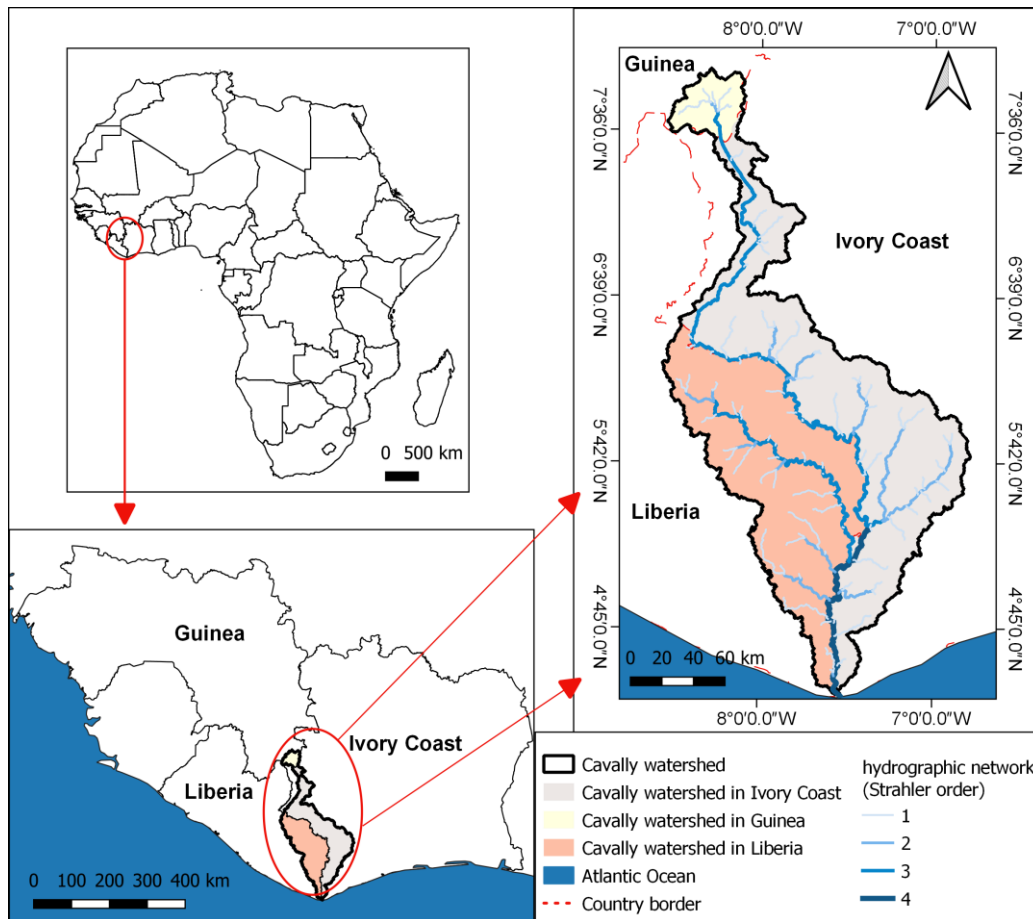 0 500 km
8°0′0.0″W 7°0′0.0″W
Guinea
7°36′0.0″N
7°36′0.0″N
Ivory Coast
6°39′0.0″N
6°39′0.0″N
5°42′0.0″N
5°42′0.0″N
Liberia
4°45′0.0″N
4°45′0.0″N
0 20 40 60 km
8°0′0.0″W 7°0′0.0″W
Guinea
Ivory Coast
Liberia
0 100 200 300 400 km
Cavally watershed
Cavally watershed in Ivory Coast
Cavally watershed in Guinea
Cavally watershed in Liberia
Atlantic Ocean
Country border
hydrographic network
(Strahler order)
1
2
3
4